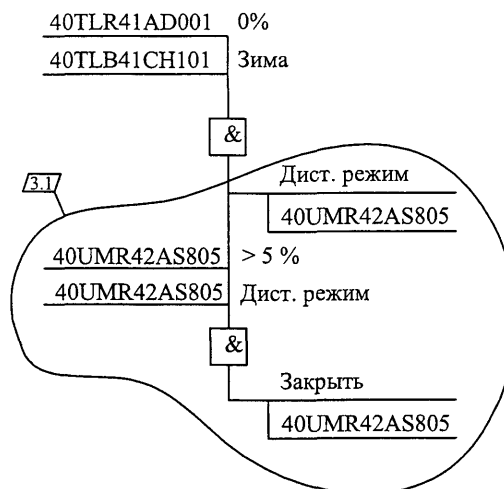 40TLR41AD001 0%
40TLB41CH101 Зима
&
3.1
Дист. режим
40UMR42AS805
40UMR42AS805 > 5 %
40UMR42AS805 Дист. режим
&
Закрыть
40UMR42AS805